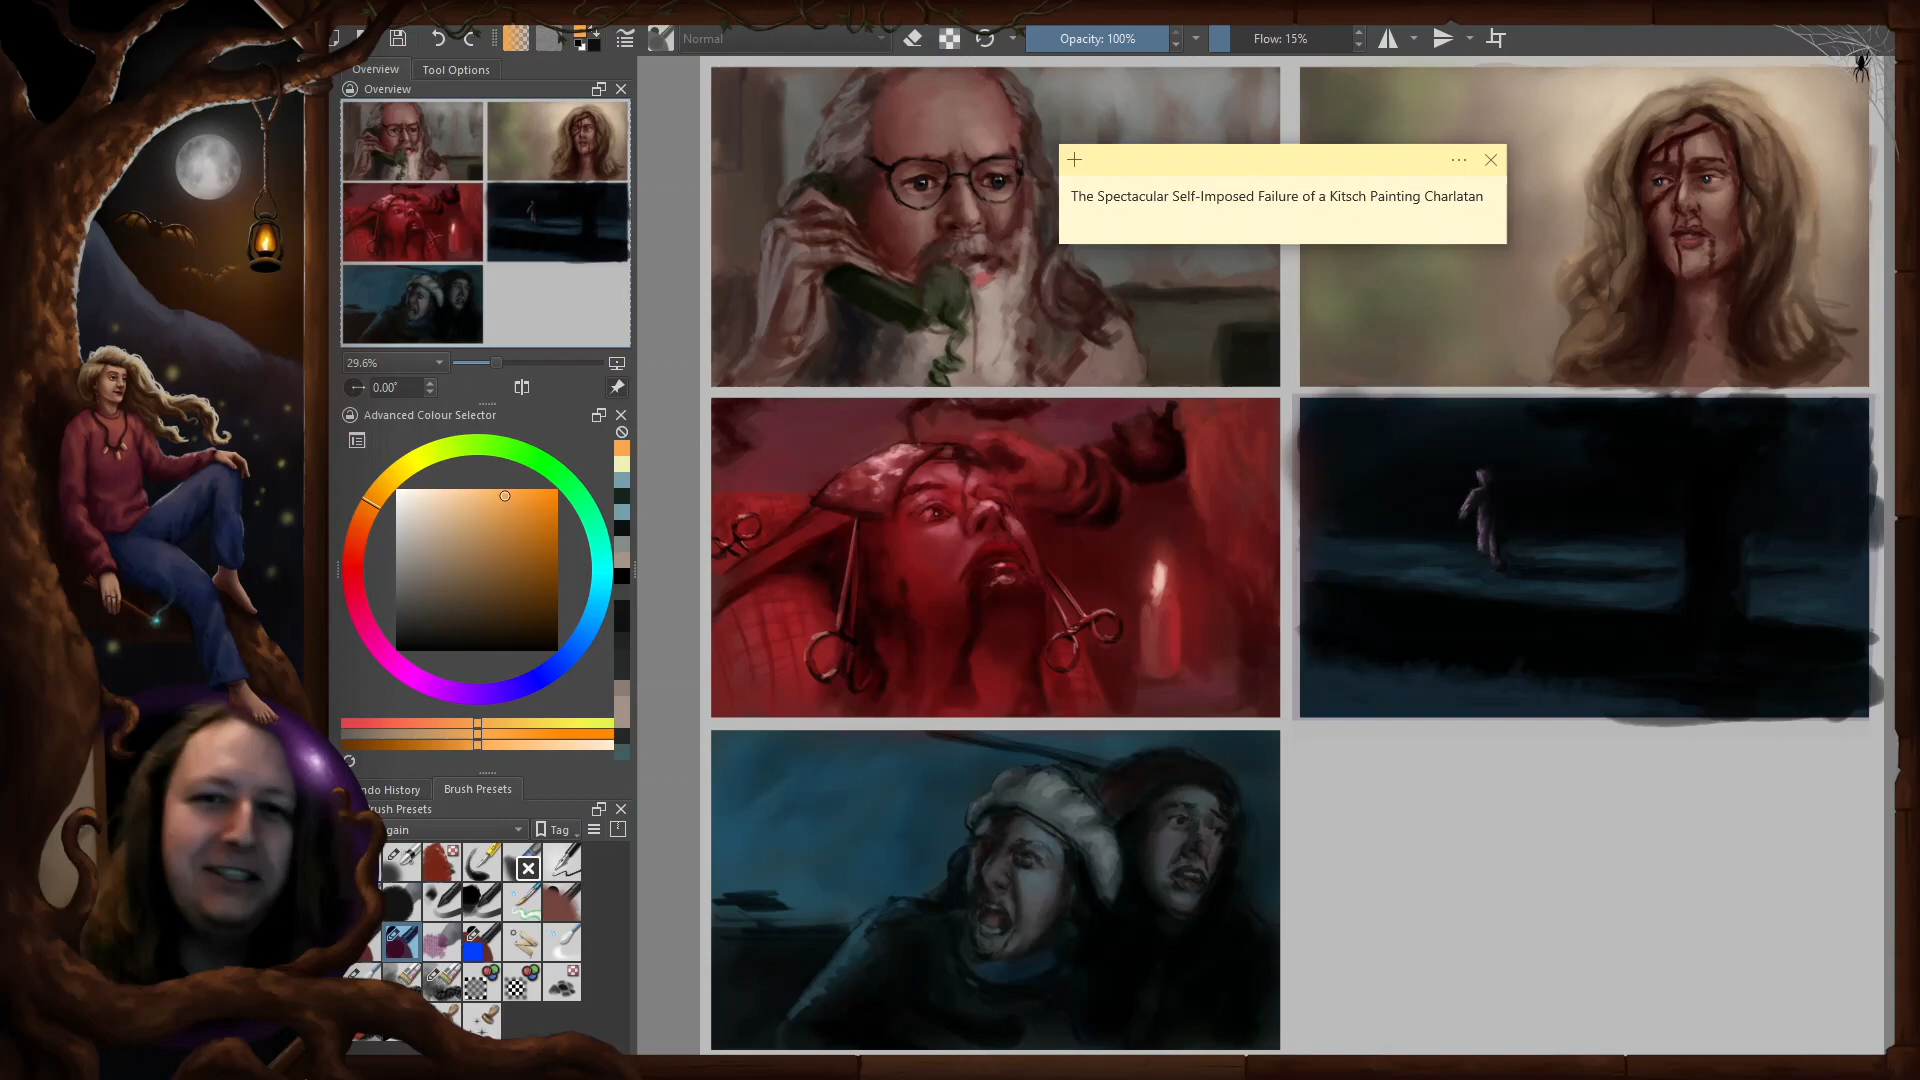 Normal
Opacity: 100%
Flow: 15%
Overview
Tool Options
Overview
The Spectacular Self-Imposed Failure of a Kitsch Painting Charlatan
29.6%
0.00°
Advanced Colour Selector
ndo History
Brush Presets
rush Presets
gain
Tag